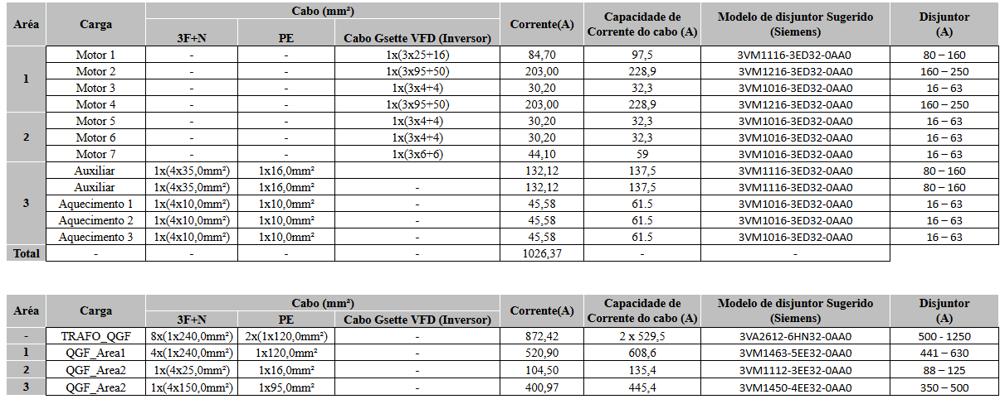 Aréa Carga Cabo (mm²) Corrente(A) Capacidade de Corrente do cabo (A) Modelo de disjuntor Sugerido (Siemens) Disjuntor (A)
3F+N PE Cabo Gsette VFD (Inversor)
1 Motor 1 - - 1x(3x25+16) 84,70 97,5 3VM1116-3ED32-0AA0 80 – 160
Motor 2 - - 1x(3x95+50) 203,00 228,9 3VM1216-3ED32-0AA0 160 – 250
Motor 3 - - 1x(3x4+4) 30,20 32,3 3VM1016-3ED32-0AA0 16 – 63
Motor 4 - - 1x(3x95+50) 203,00 228,9 3VM1216-3ED32-0AA0 160 – 250
2 Motor 5 - - 1x(3x4+4) 30,20 32,3 3VM1016-3ED32-0AA0 16 – 63
Motor 6 - - 1x(3x4+4) 30,20 32,3 3VM1016-3ED32-0AA0 16 – 63
Motor 7 - - 1x(3x6+6) 44,10 59 3VM1016-3ED32-0AA0 16 – 63
3 Auxiliar 1x(4x35,0mm²) 1x16,0mm² 132,12 137,5 3VM1116-3ED32-0AA0 80 – 160
Auxiliar 1x(4x35,0mm²) 1x16,0mm² - 132,12 137,5 3VM1116-3ED32-0AA0 80 – 160
Aquecimento 1 1x(4x10,0mm²) 1x10,0mm² - 45,58 61.5 3VM1016-3ED32-0AA0 16 – 63
Aquecimento 2 1x(4x10,0mm²) 1x10,0mm² - 45,58 61.5 3VM1016-3ED32-0AA0 16 – 63
Aquecimento 3 1x(4x10,0mm²) 1x10,0mm² - 45,58 61.5 3VM1016-3ED32-0AA0 16 – 63
Total - - - - 1026,37 - -
Aréa Carga Cabo (mm²) Corrente(A) Capacidade de Corrente do cabo (A) Modelo de disjuntor Sugerido (Siemens) Disjuntor (A)
3F+N PE Cabo Gsette VFD (Inversor)
- TRAFO_QGF 8x(1x240,0mm²) 2x(1x120,0mm²) - 872,42 2 x 529,5 3VA2612-6HN32-0AA0 500 - 1250
1 QGF_Area1 4x(1x240,0mm²) 1x120,0mm² - 520,90 608,6 3VM1463-5EE32-0AA0 441 – 630
2 QGF_Area2 1x(4x25,0mm²) 1x16,0mm² - 104,50 135,4 3VM1112-3EE32-0AA0 88 – 125
3 QGF_Area2 1x(4x150,0mm²) 1x95,0mm² - 400,97 445,4 3VM1450-4EE32-0AA0 350 – 500